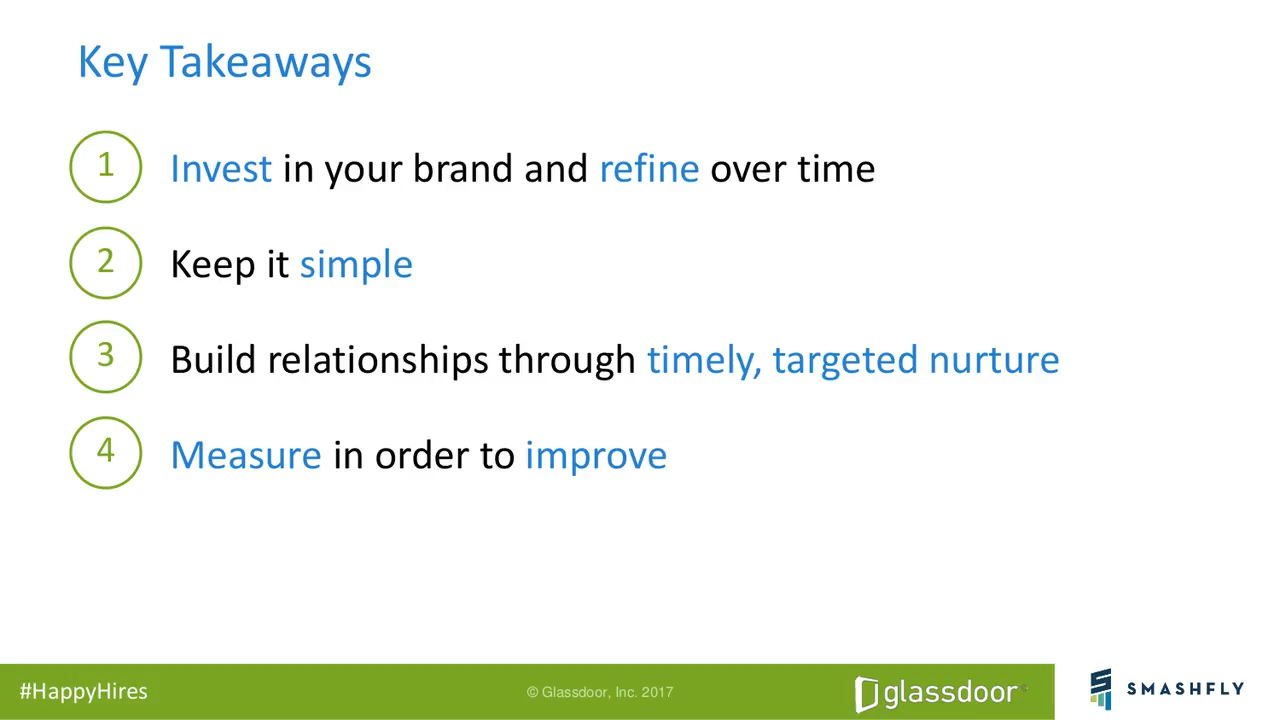 Key Takeaways
1 Invest in your brand and refine over time
2 Keep it simple
3 Build relationships through timely, targeted nurture
4 Measure in order to improve
#HappyHires
© Glassdoor, Inc. 2017
glassdoor
SMASHFLY